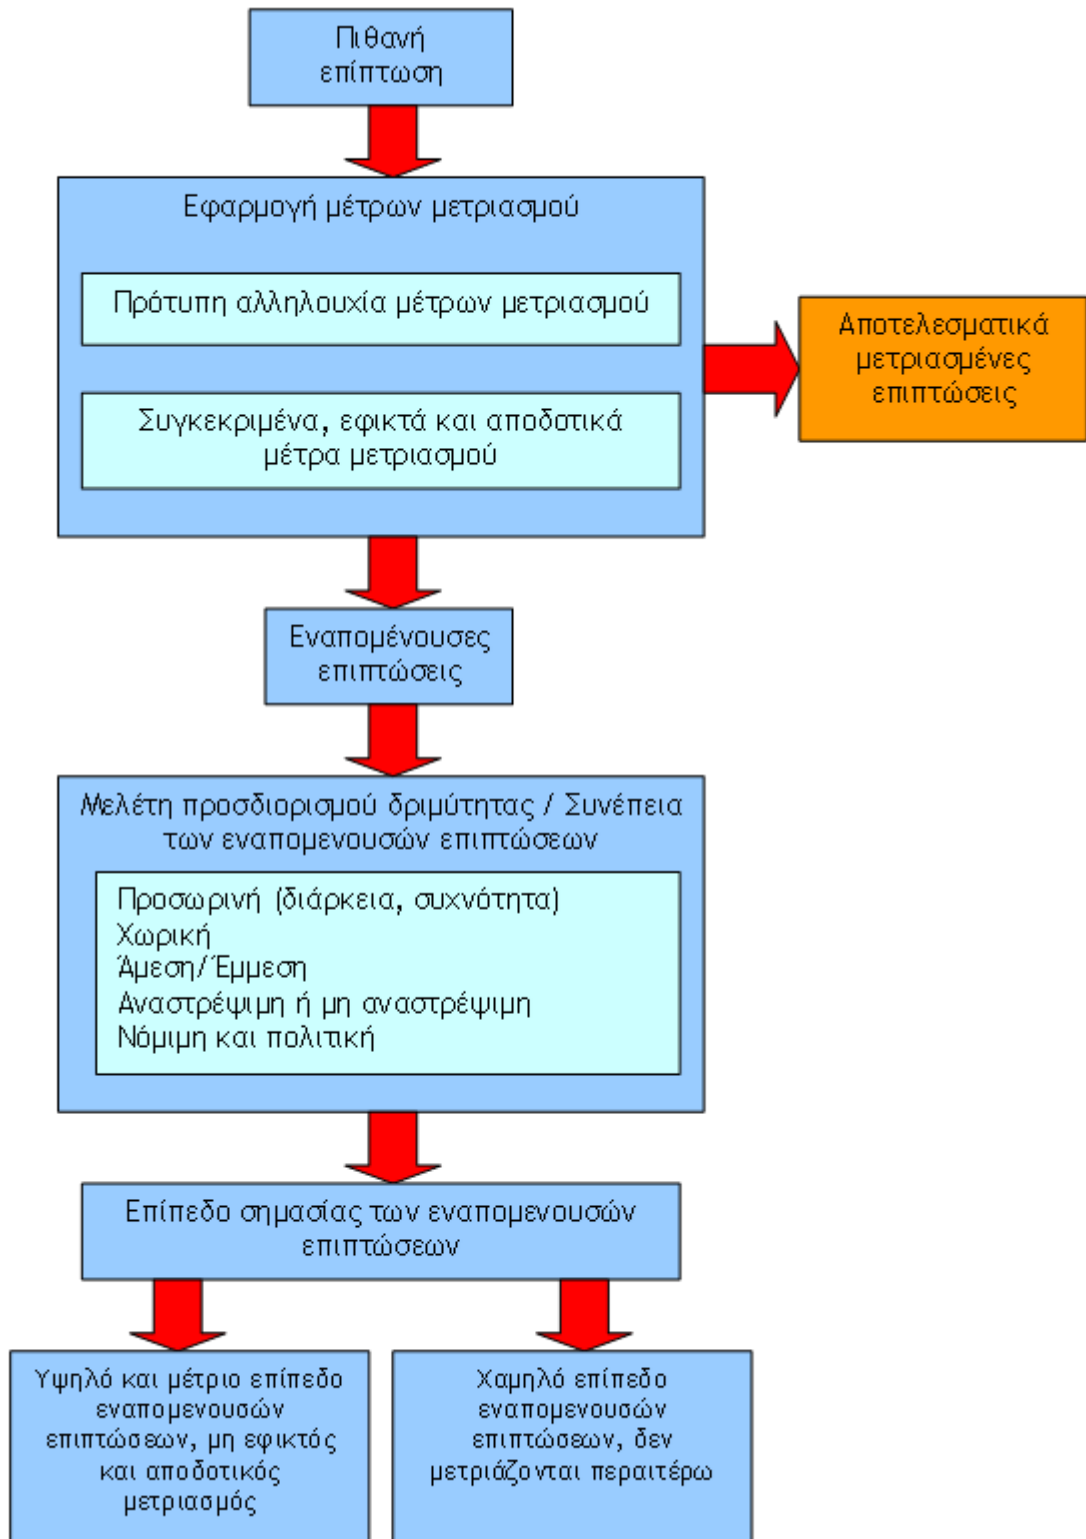 Πιθανή
επίπτωση
Εφαρμογή μέτρων μετριασμού
Πρότυπη αλληλουχία μέτρων μετριασμού
Συγκεκριμένα, εφικτά και αποδοτικά
μέτρα μετριασμού
Αποτελεσματικά
μετριασμένες
επιπτώσεις
Εναπομένουσες
επιπτώσεις
Μελέτη προσδιορισμού δριμύτητας / Συνέπεια
των εναπομενουσών επιπτώσεων
Προσωρινή (διάρκεια, συχνότητα)
Χωρική
Άμεση/Έμμεση
Αναστρέψιμη ή μη αναστρέψιμη
Νόμιμη και πολιτική
Επίπεδο σημασίας των εναπομενουσών
επιπτώσεων
Υψηλό και μέτριο επίπεδο
εναπομενουσών
επιπτώσεων, μη εφικτός
και αποδοτικός
μετριασμός
Χαμηλό επίπεδο
εναπομενουσών
επιπτώσεων, δεν
μετριάζονται περαιτέρω